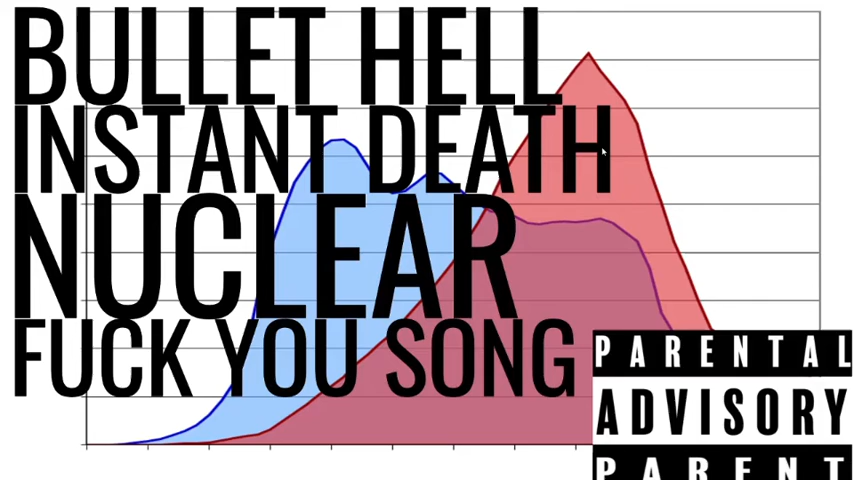 BULLET HELL
INSTANT DEATH
NUCLEAR
FUCK YOU SONG
PARENTAL
ADVISORY
PARENT